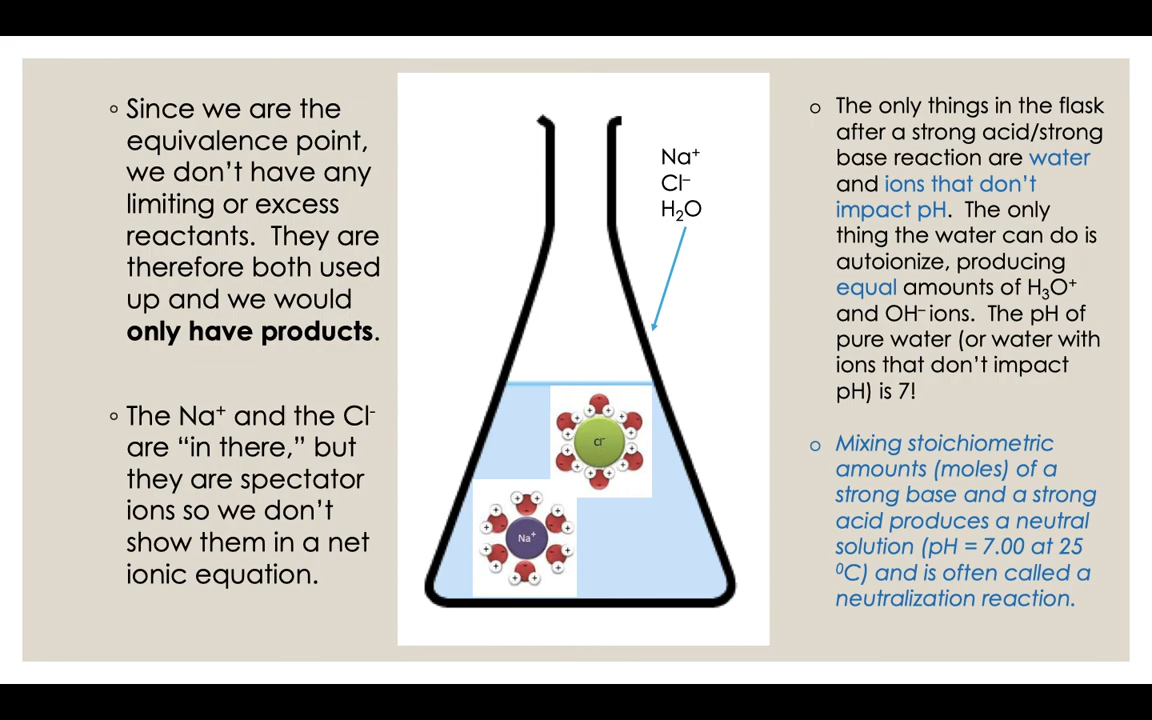 ◦ Since we are the
equivalence point,
we don’t have any
limiting or excess
reactants.  They are
therefore both used
up and we would
only have products.
◦ The Na⁺ and the Cl⁻
are “in there,” but
they are spectator
ions so we don’t
show them in a net
ionic equation.
Na⁺
Cl⁻
H₂O
Cl⁻
Na⁺
o The only things in the flask
after a strong acid/strong
base reaction are water
and ions that don’t
impact pH.  The only
thing the water can do is
autoionize, producing
equal amounts of H₃O⁺
and OH⁻ ions.  The pH of
pure water (or water with
ions that don’t impact
pH) is 7!
o Mixing stoichiometric
amounts (moles) of a
strong base and a strong
acid produces a neutral
solution (pH = 7.00 at 25
⁰C) and is often called a
neutralization reaction.